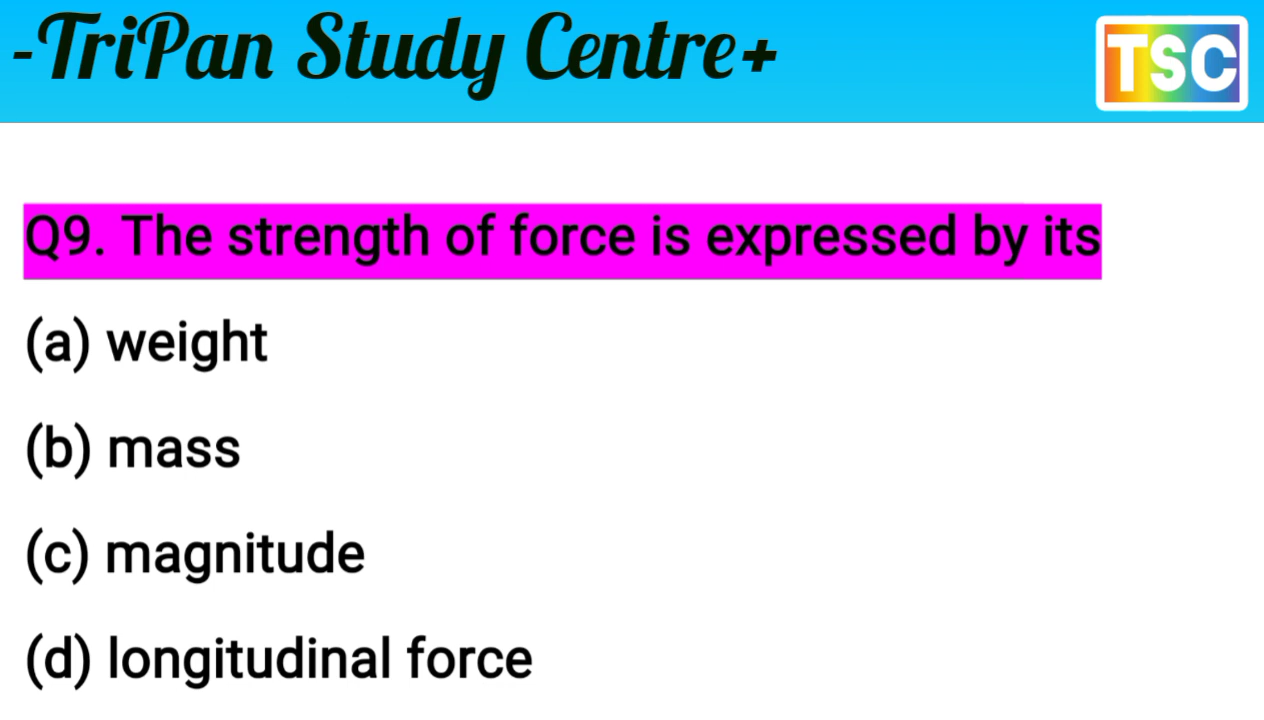 -TriPan Study Centre+
TSC
Q9. The strength of force is expressed by its
(a) weight
(b) mass
(c) magnitude
(d) longitudinal force